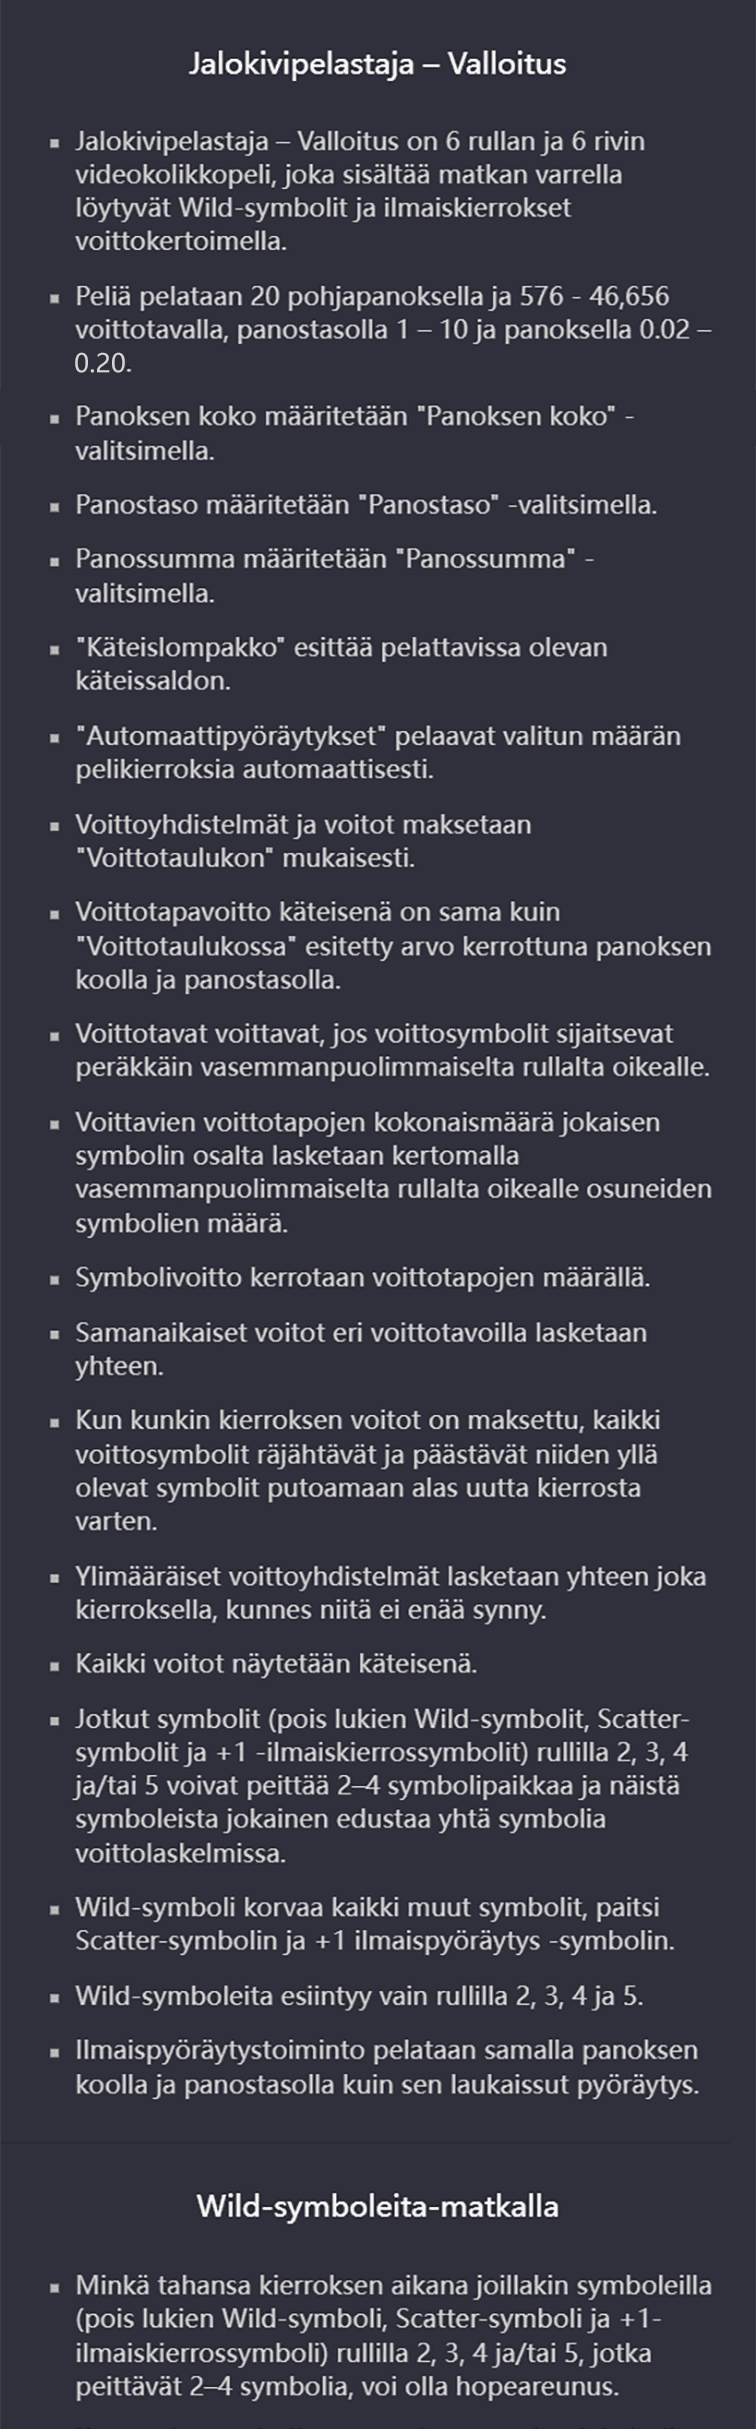 Jalokivipelastaja – Valloitus
▪ Jalokivipelastaja – Valloitus on 6 rullan ja 6 rivin
videokolikkopeli, joka sisältää matkan varrella
löytyvät Wild-symbolit ja ilmaiskierrokset
voittokertoimella.
▪ Peliä pelataan 20 pohjapanoksella ja 576 - 46,656
voittotavalla, panostasolla 1 – 10 ja panoksella 0.02 –
0.20.
▪ Panoksen koko määritetään "Panoksen koko" -
valitsimella.
▪ Panostaso määritetään "Panostaso" -valitsimella.
▪ Panossumma määritetään "Panossumma" -
valitsimella.
▪ "Käteislompakko" esittää pelattavissa olevan
käteissaldon.
▪ "Automaattipyöräytykset" pelaavat valitun määrän
pelikierroksia automaattisesti.
▪ Voittoyhdistelmät ja voitot maksetaan
"Voittotaulukon" mukaisesti.
▪ Voittotapavoitto käteisenä on sama kuin
"Voittotaulukossa" esitetty arvo kerrottuna panoksen
koolla ja panostasolla.
▪ Voittotavat voittavat, jos voittosymbolit sijaitsevat
peräkkäin vasemmanpuolimmaiselta rullalta oikealle.
▪ Voittavien voittotapojen kokonaismäärä jokaisen
symbolin osalta lasketaan kertomalla
vasemmanpuolimmaiselta rullalta oikealle osuneiden
symbolien määrä.
▪ Symbolivoitto kerrotaan voittotapojen määrällä.
▪ Samanaikaiset voitot eri voittotavoilla lasketaan
yhteen.
▪ Kun kunkin kierroksen voitot on maksettu, kaikki
voittosymbolit räjähtävät ja päästävät niiden yllä
olevat symbolit putoamaan alas uutta kierrosta
varten.
▪ Ylimääräiset voittoyhdistelmät lasketaan yhteen joka
kierroksella, kunnes niitä ei enää synny.
▪ Kaikki voitot näytetään käteisenä.
▪ Jotkut symbolit (pois lukien Wild-symbolit, Scatter-
symbolit ja +1 -ilmaiskierrossymbolit) rullilla 2, 3, 4
ja/tai 5 voivat peittää 2–4 symbolipaikkaa ja näistä
symboleista jokainen edustaa yhtä symbolia
voittolaskelmissa.
▪ Wild-symboli korvaa kaikki muut symbolit, paitsi
Scatter-symbolin ja +1 ilmaispyöräytys -symbolin.
▪ Wild-symboleita esiintyy vain rullilla 2, 3, 4 ja 5.
▪ Ilmaispyöräytystoiminto pelataan samalla panoksen
koolla ja panostasolla kuin sen laukaissut pyöräytys.
Wild-symboleita-matkalla
▪ Minkä tahansa kierroksen aikana joillakin symboleilla
(pois lukien Wild-symboli, Scatter-symboli ja +1-
ilmaiskierrossymboli) rullilla 2, 3, 4 ja/tai 5, jotka
peittävät 2–4 symbolia, voi olla hopeareunus.